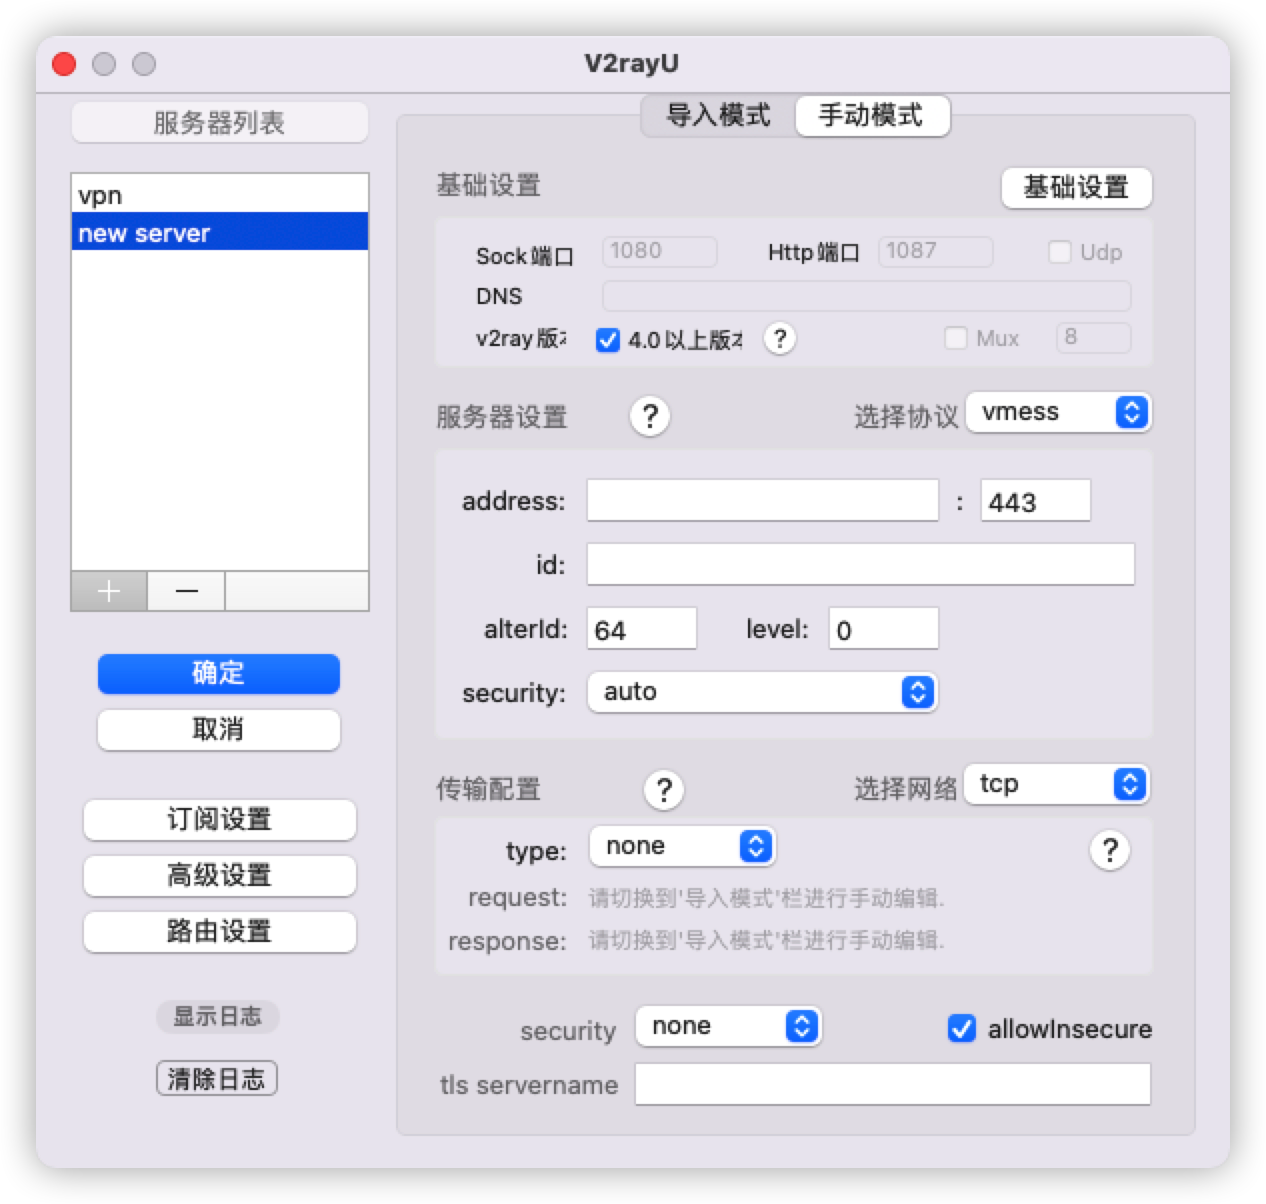 V2rayU
服务器列表
导入模式 手动模式
vpn
new server
确定
取消
订阅设置
高级设置
路由设置
显示日志
清除日志
基础设置 基础设置
Sock端口 1080 Http端口 1087 Udp
DNS
v2ray版 4.0以上版 ? Mux 8
服务器设置 ? 选择协议 vmess
address: : 443
id:
alterId: 64 level: 0
security: auto
传输配置 ? 选择网络 tcp
type: none ?
request: 请切换到'导入模式'栏进行手动编辑.
response: 请切换到'导入模式'栏进行手动编辑.
security none allowInsecure
tls servername